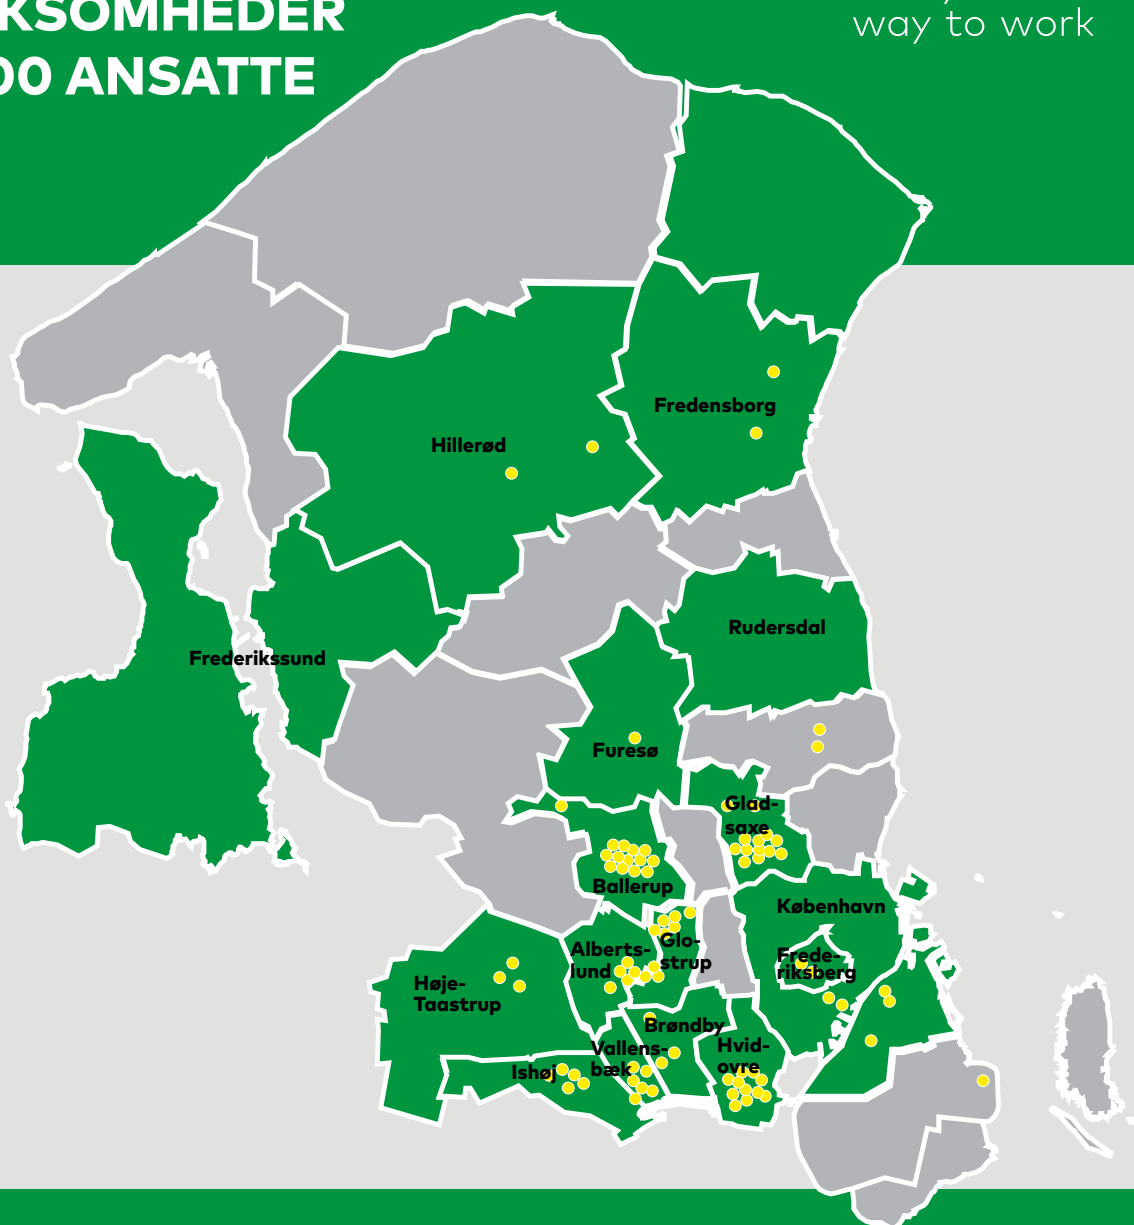 KSOMHEDER
00 ANSATTE
way to work
Fredensborg
Hillerød
Rudersdal
Frederikssund
Furesø
Glad-
saxe
Ballerup
København
Alberts-
lund
Glo-
strup
Frede-
riksberg
Høje-
Taastrup
Brøndby
Vallens-
bæk
Hvid-
ovre
Ishøj